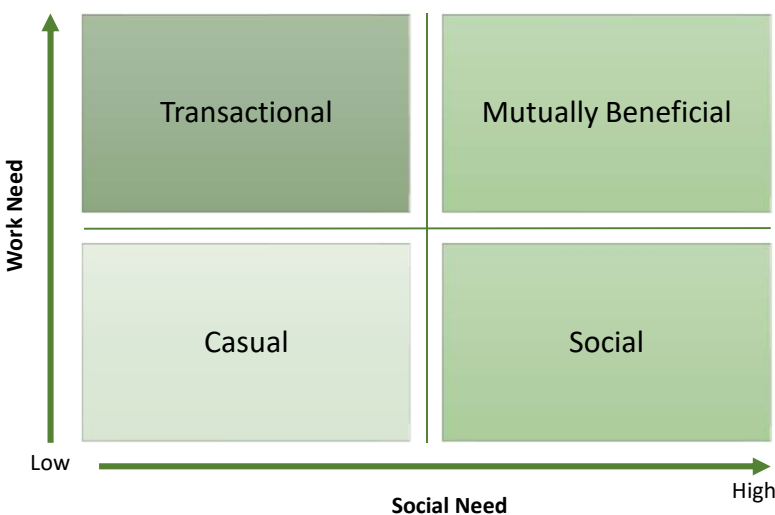 Transactional
Mutually Beneficial
Work Need
Casual
Social
Low
High
Social Need